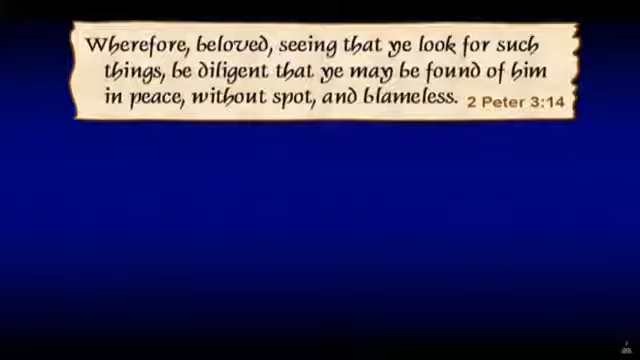 Wherefore, beloved, seeing that ye look for such
things, be diligent that ye may be found of him
in peace, without spot, and blameless. 2 Peter 3:14